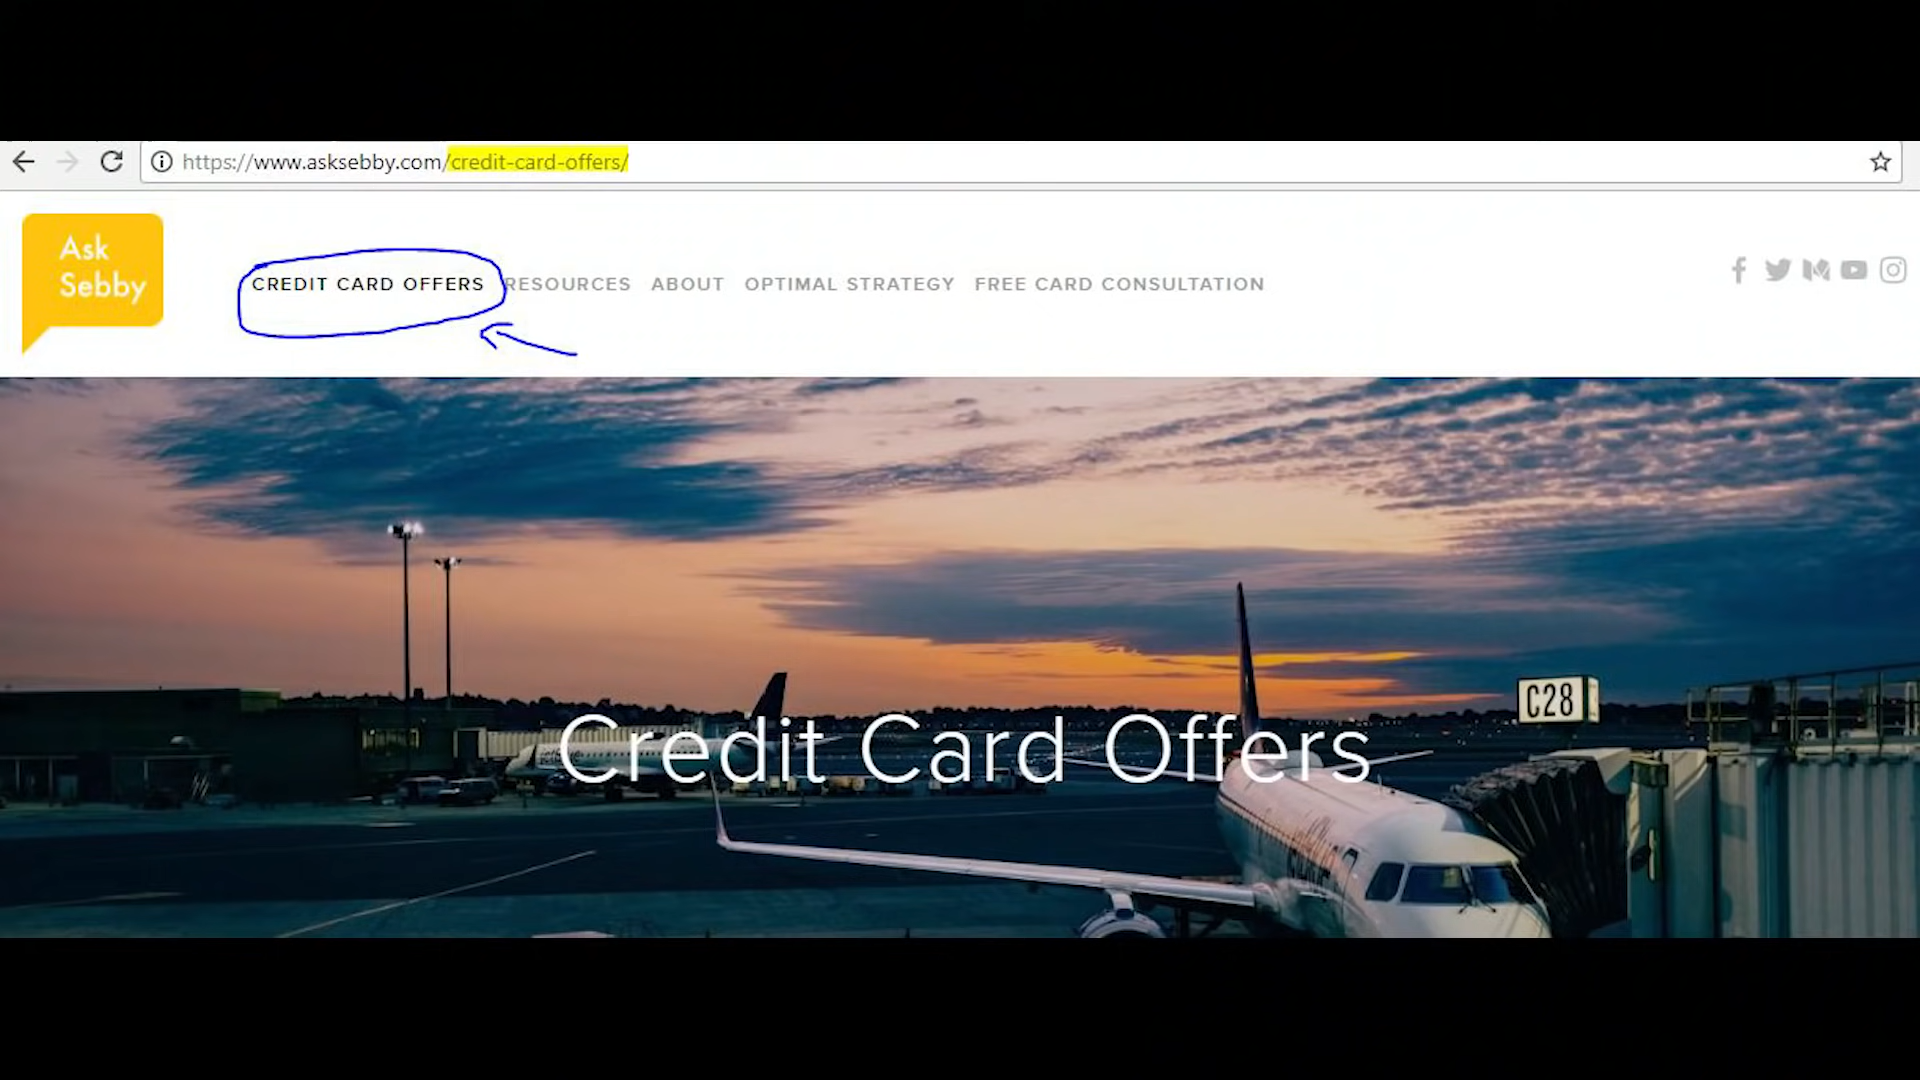 https://www.asksebby.com/credit-card-offers/
Ask
Sebby
CREDIT CARD OFFERS RESOURCES ABOUT OPTIMAL STRATEGY FREE CARD CONSULTATION
C28
Credit Card Offers